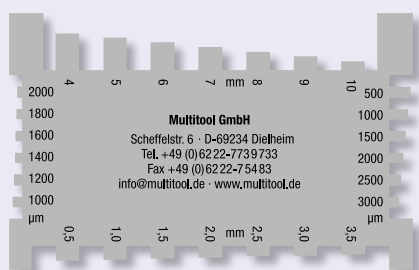 4 5 6 7 mm 8 9 10
2000
1800
1600
1400
1200
1000
µm
500
1000
1500
2000
2500
3000
µm
Multitool GmbH
Scheffelstr. 6 · D-69234 Dielheim
Tel. +49 (0)6222-7739733
Fax +49 (0)6222-75483
info@multitool.de · www.multitool.de
0,5 1,0 1,5 2,0 mm 2,5 3,0 3,5